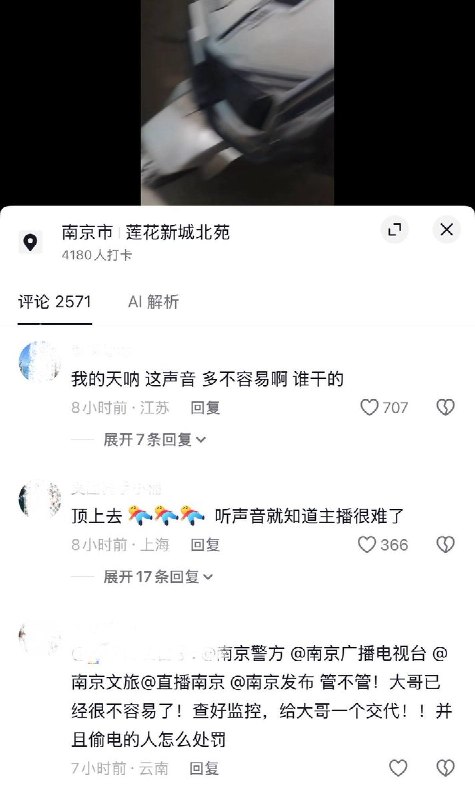 南京市 莲花新城北苑
4180人打卡
评论 2571 AI 解析
我的天呐 这声音 多不容易啊 谁干的
8小时前 · 江苏 回复 707
展开7条回复
顶上去 听声音就知道主播很难了
8小时前 · 上海 回复 366
展开17条回复
@南京警方 @南京广播电视台 @
南京文旅@直播南京 @南京发布 管不管！大哥已
经很不容易了！查好监控，给大哥一个交代！！并
且偷电的人怎么处罚
7小时前 · 云南 回复